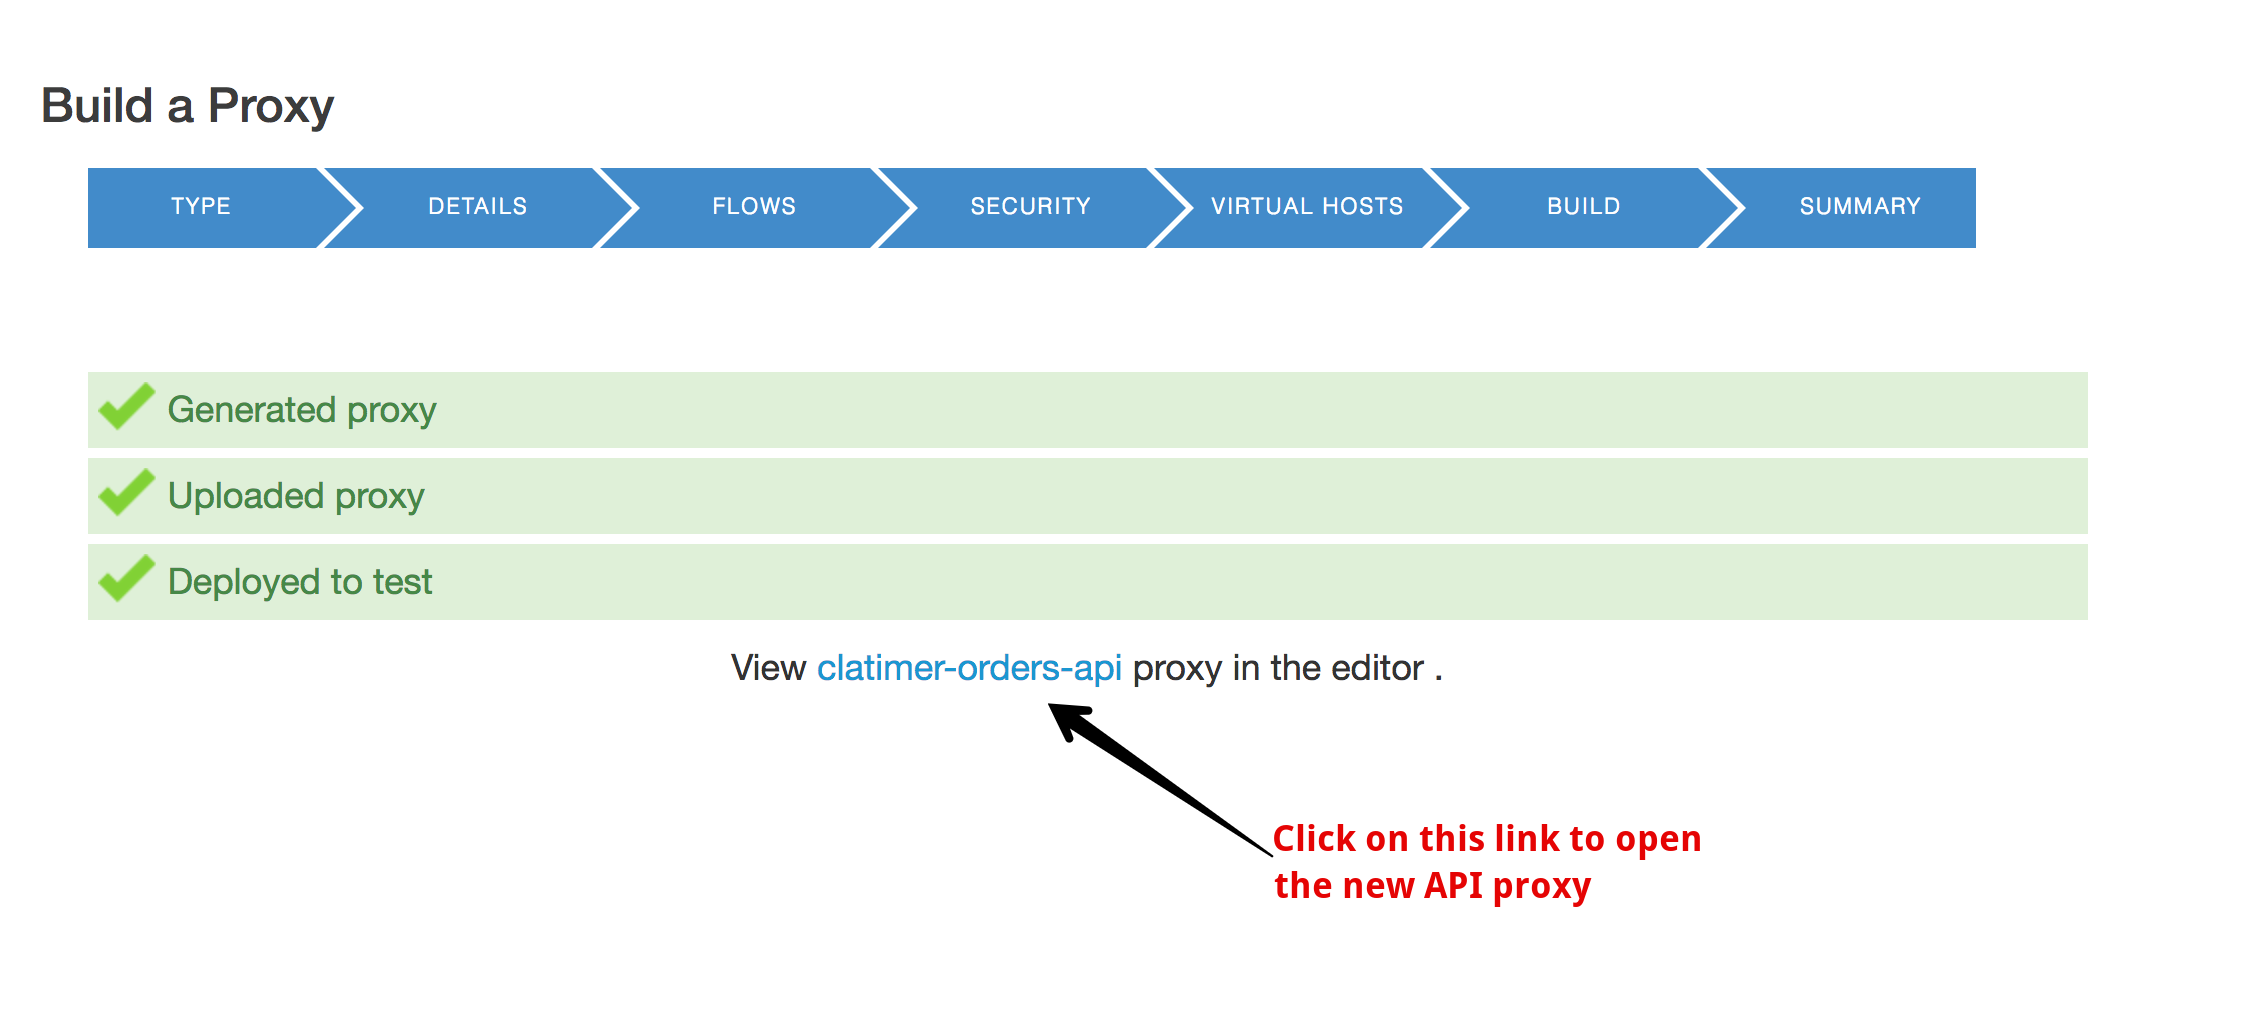 Build a Proxy
TYPE DETAILS FLOWS SECURITY VIRTUAL HOSTS BUILD SUMMARY
Generated proxy
Uploaded proxy
Deployed to test
View clatimer-orders-api proxy in the editor .
Click on this link to open
the new API proxy